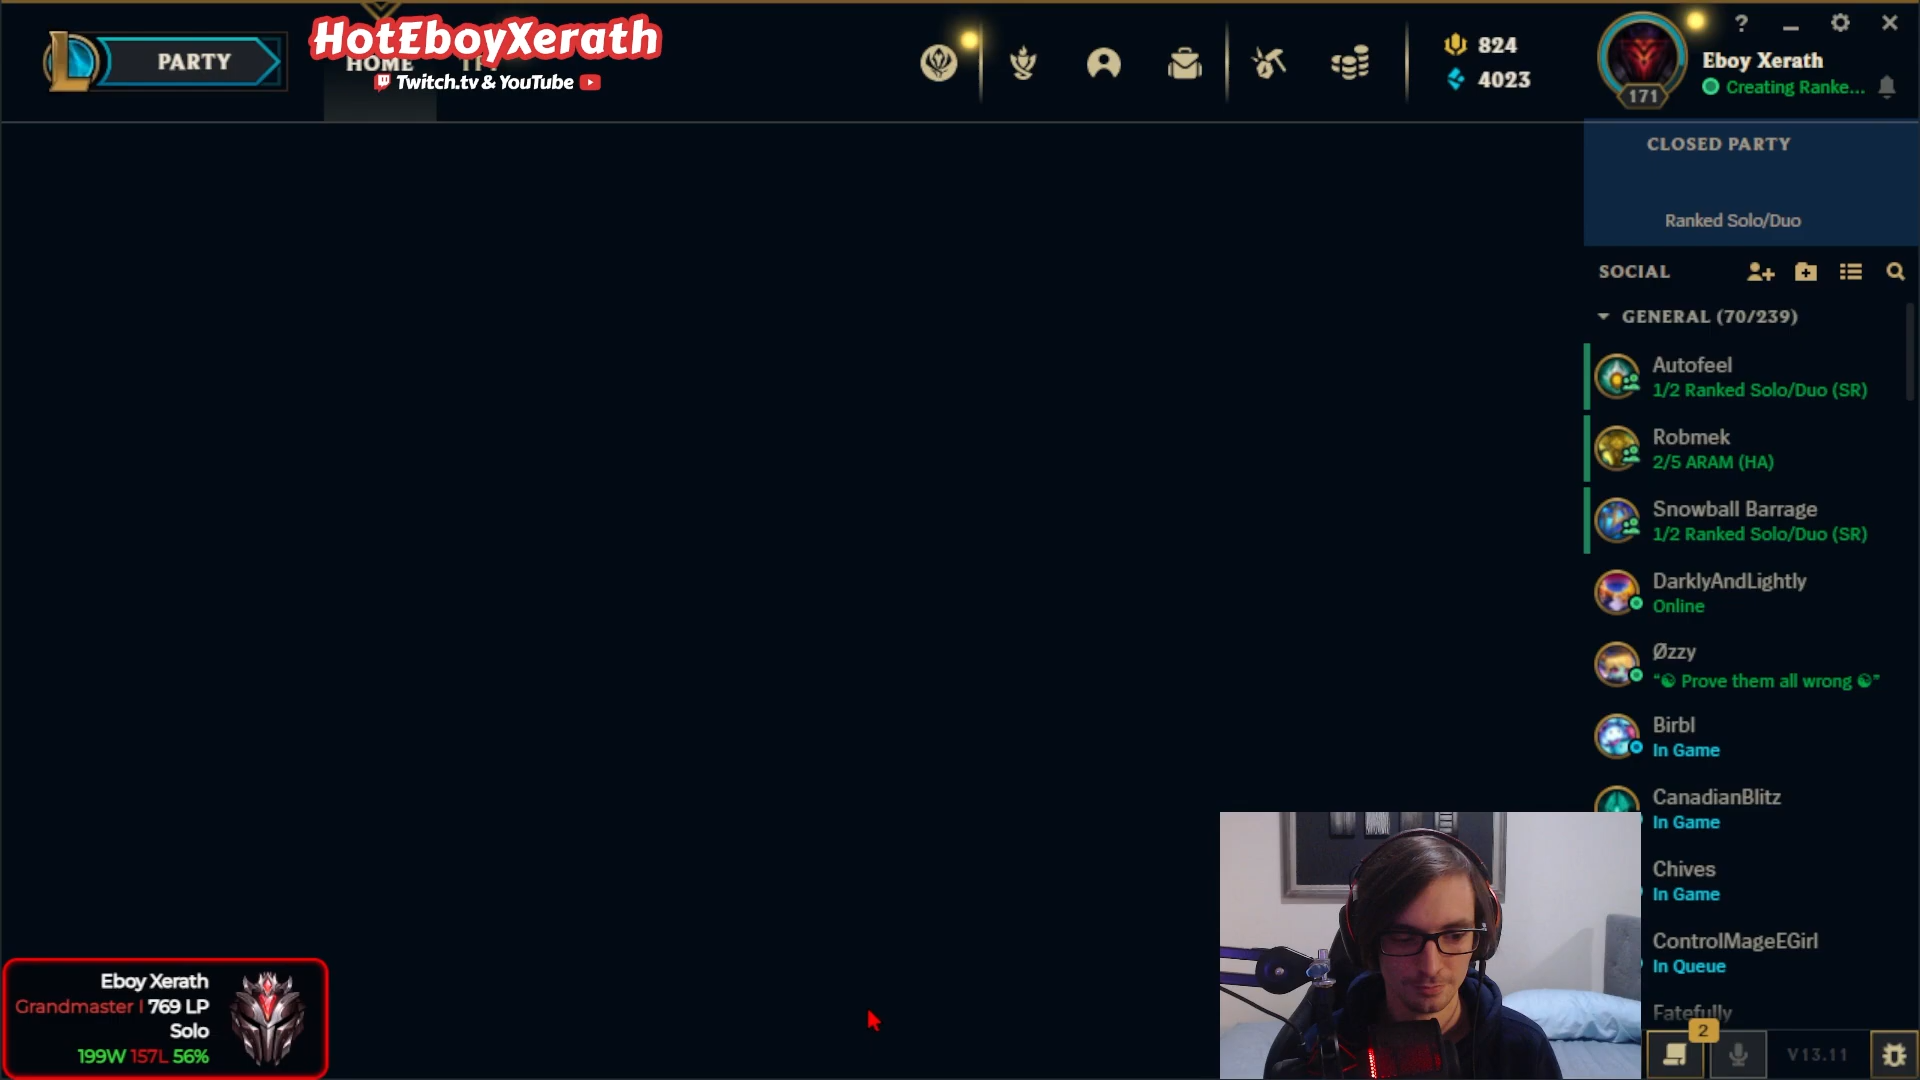 PARTY
HotEboyXerath
HOME
Twitch.tv & YouTube
824
4023
?
171
Eboy Xerath
Creating Ranke...
CLOSED PARTY
Ranked Solo/Duo
SOCIAL
GENERAL (70/239)
Autofeel
1/2 Ranked Solo/Duo (SR)
Robmek
2/5 ARAM (HA)
Snowball Barrage
1/2 Ranked Solo/Duo (SR)
DarklyAndLightly
Online
Øzzy
“☯ Prove them all wrong ☯”
Birbl
In Game
CanadianBlitz
In Game
Chives
In Game
ControlMageEGirl
In Queue
Fatefully
2
V13.11
Eboy Xerath
Grandmaster I 769 LP
Solo
199W 157L 56%